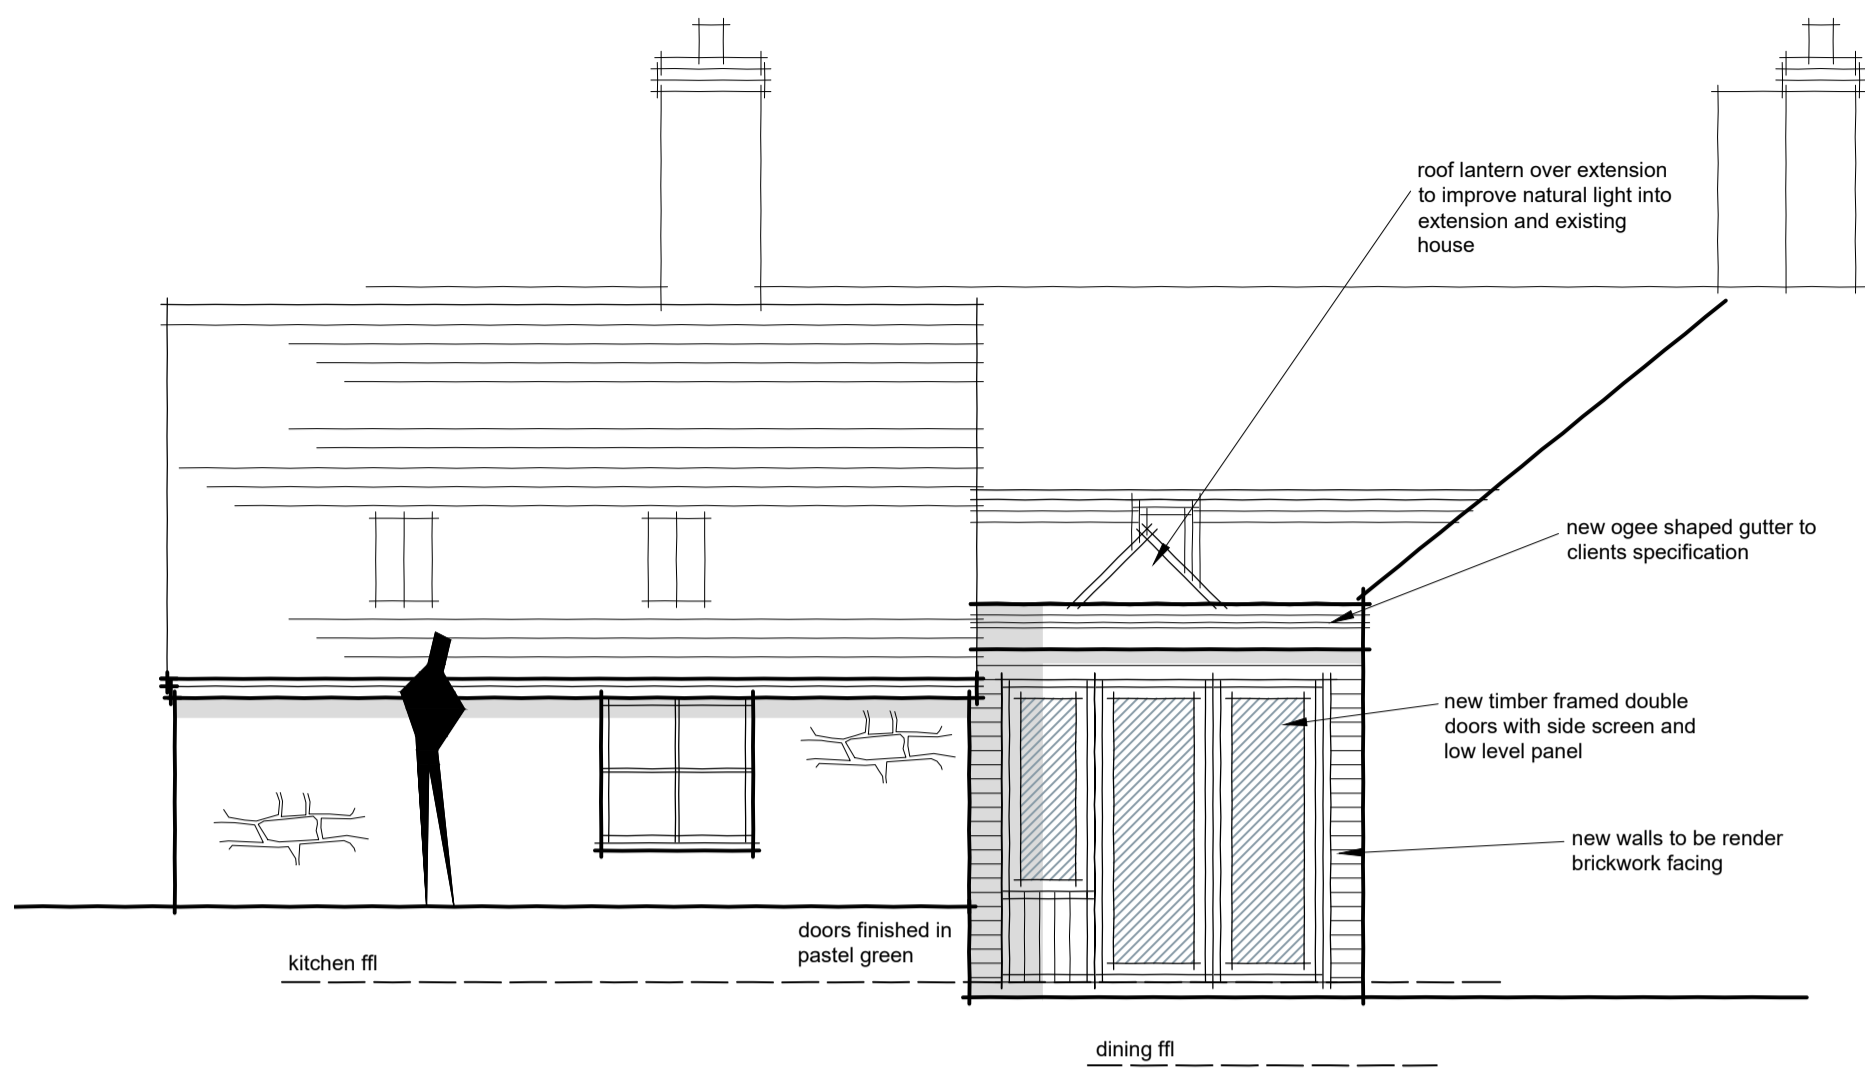 roof lantern over extension
to improve natural light into
extension and existing
house
new ogee shaped gutter to
clients specification
new timber framed double
doors with side screen and
low level panel
new walls to be render
brickwork facing
doors finished in
pastel green
kitchen ffl
dining ffl